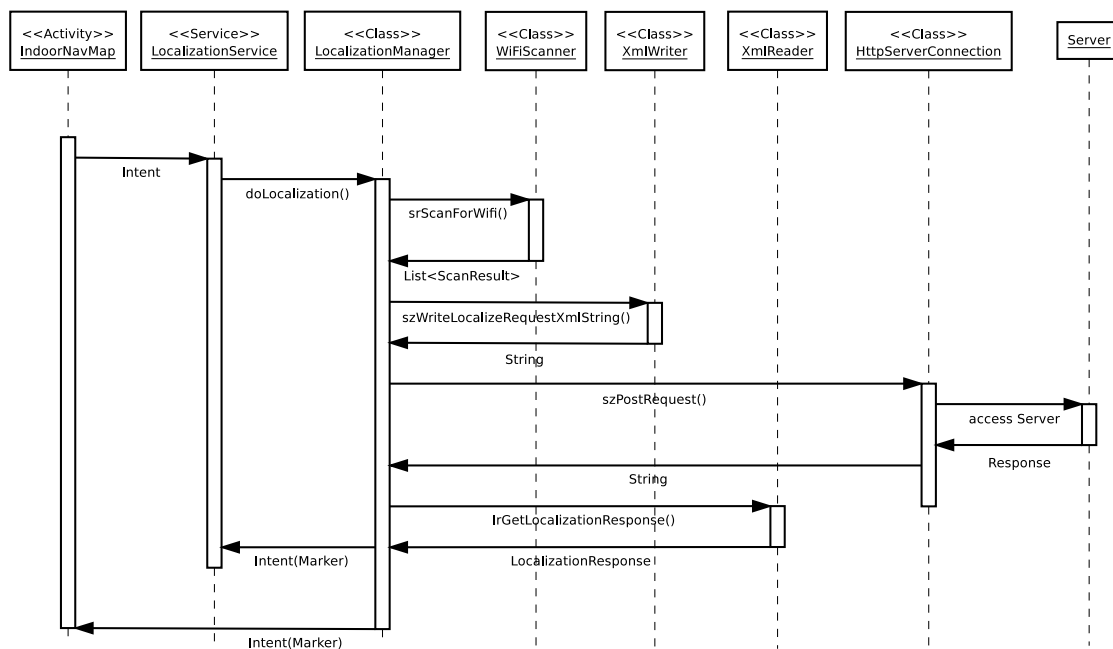 <<Activity>>
IndoorNavMap
<<Service>>
LocalizationService
<<Class>>
LocalizationManager
<<Class>>
WiFiScanner
<<Class>>
XmlWriter
<<Class>>
XmlReader
<<Class>>
HttpServerConnection
Server
Intent
doLocalization()
srScanForWifi()
List<ScanResult>
szWriteLocalizeRequestXmlString()
String
szPostRequest()
access Server
Response
String
lrGetLocalizationResponse()
Intent(Marker)
LocalizationResponse
Intent(Marker)